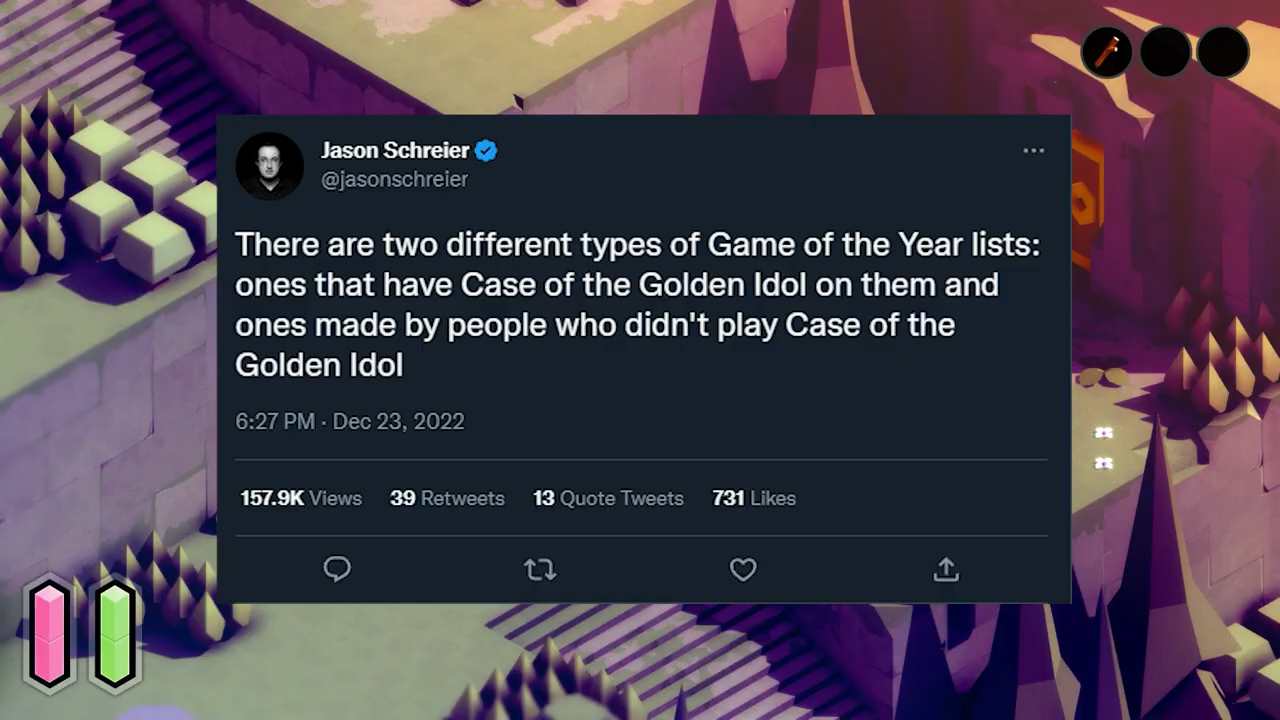 Jason Schreier
@jasonschreier
There are two different types of Game of the Year lists:
ones that have Case of the Golden Idol on them and
ones made by people who didn't play Case of the
Golden Idol
6:27 PM · Dec 23, 2022
157.9K Views 39 Retweets 13 Quote Tweets 731 Likes